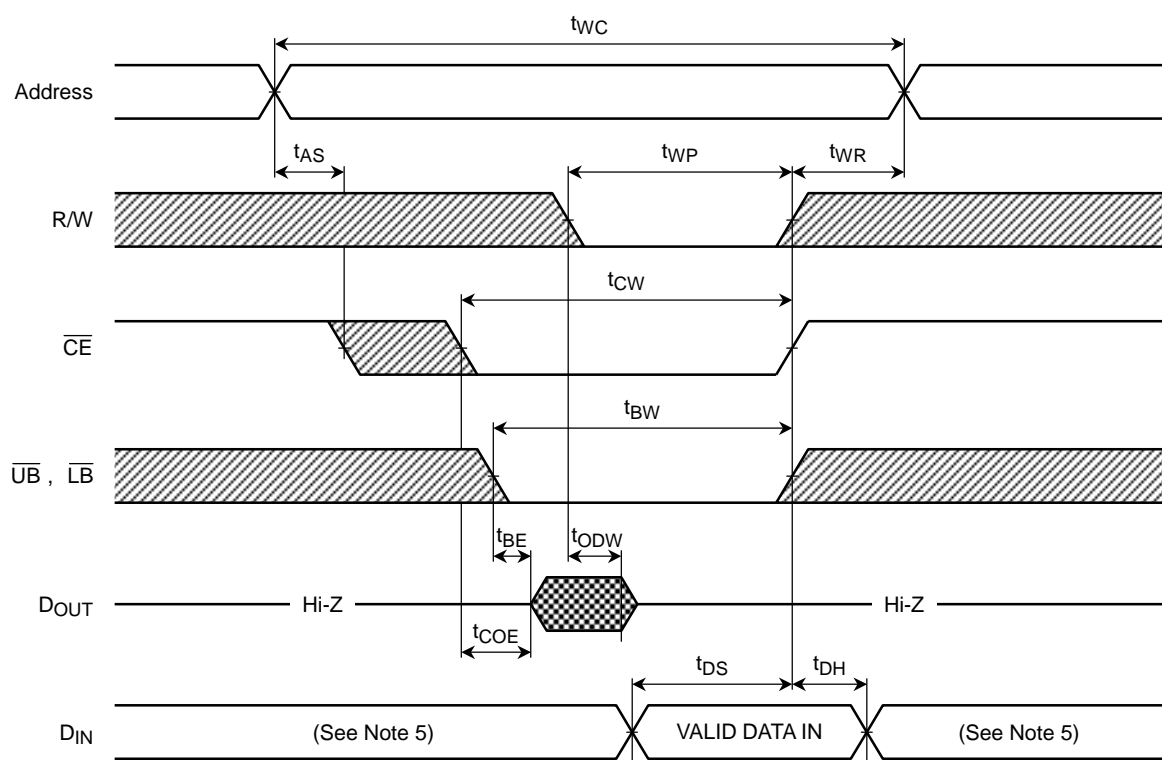 tWC
Address
tAS
tWP
tWR
R/W
tCW
CE
tBW
UB , LB
tBE
tODW
DOUT
Hi-Z
Hi-Z
tCOE
tDS
tDH
DIN
(See Note 5)
VALID DATA IN
(See Note 5)